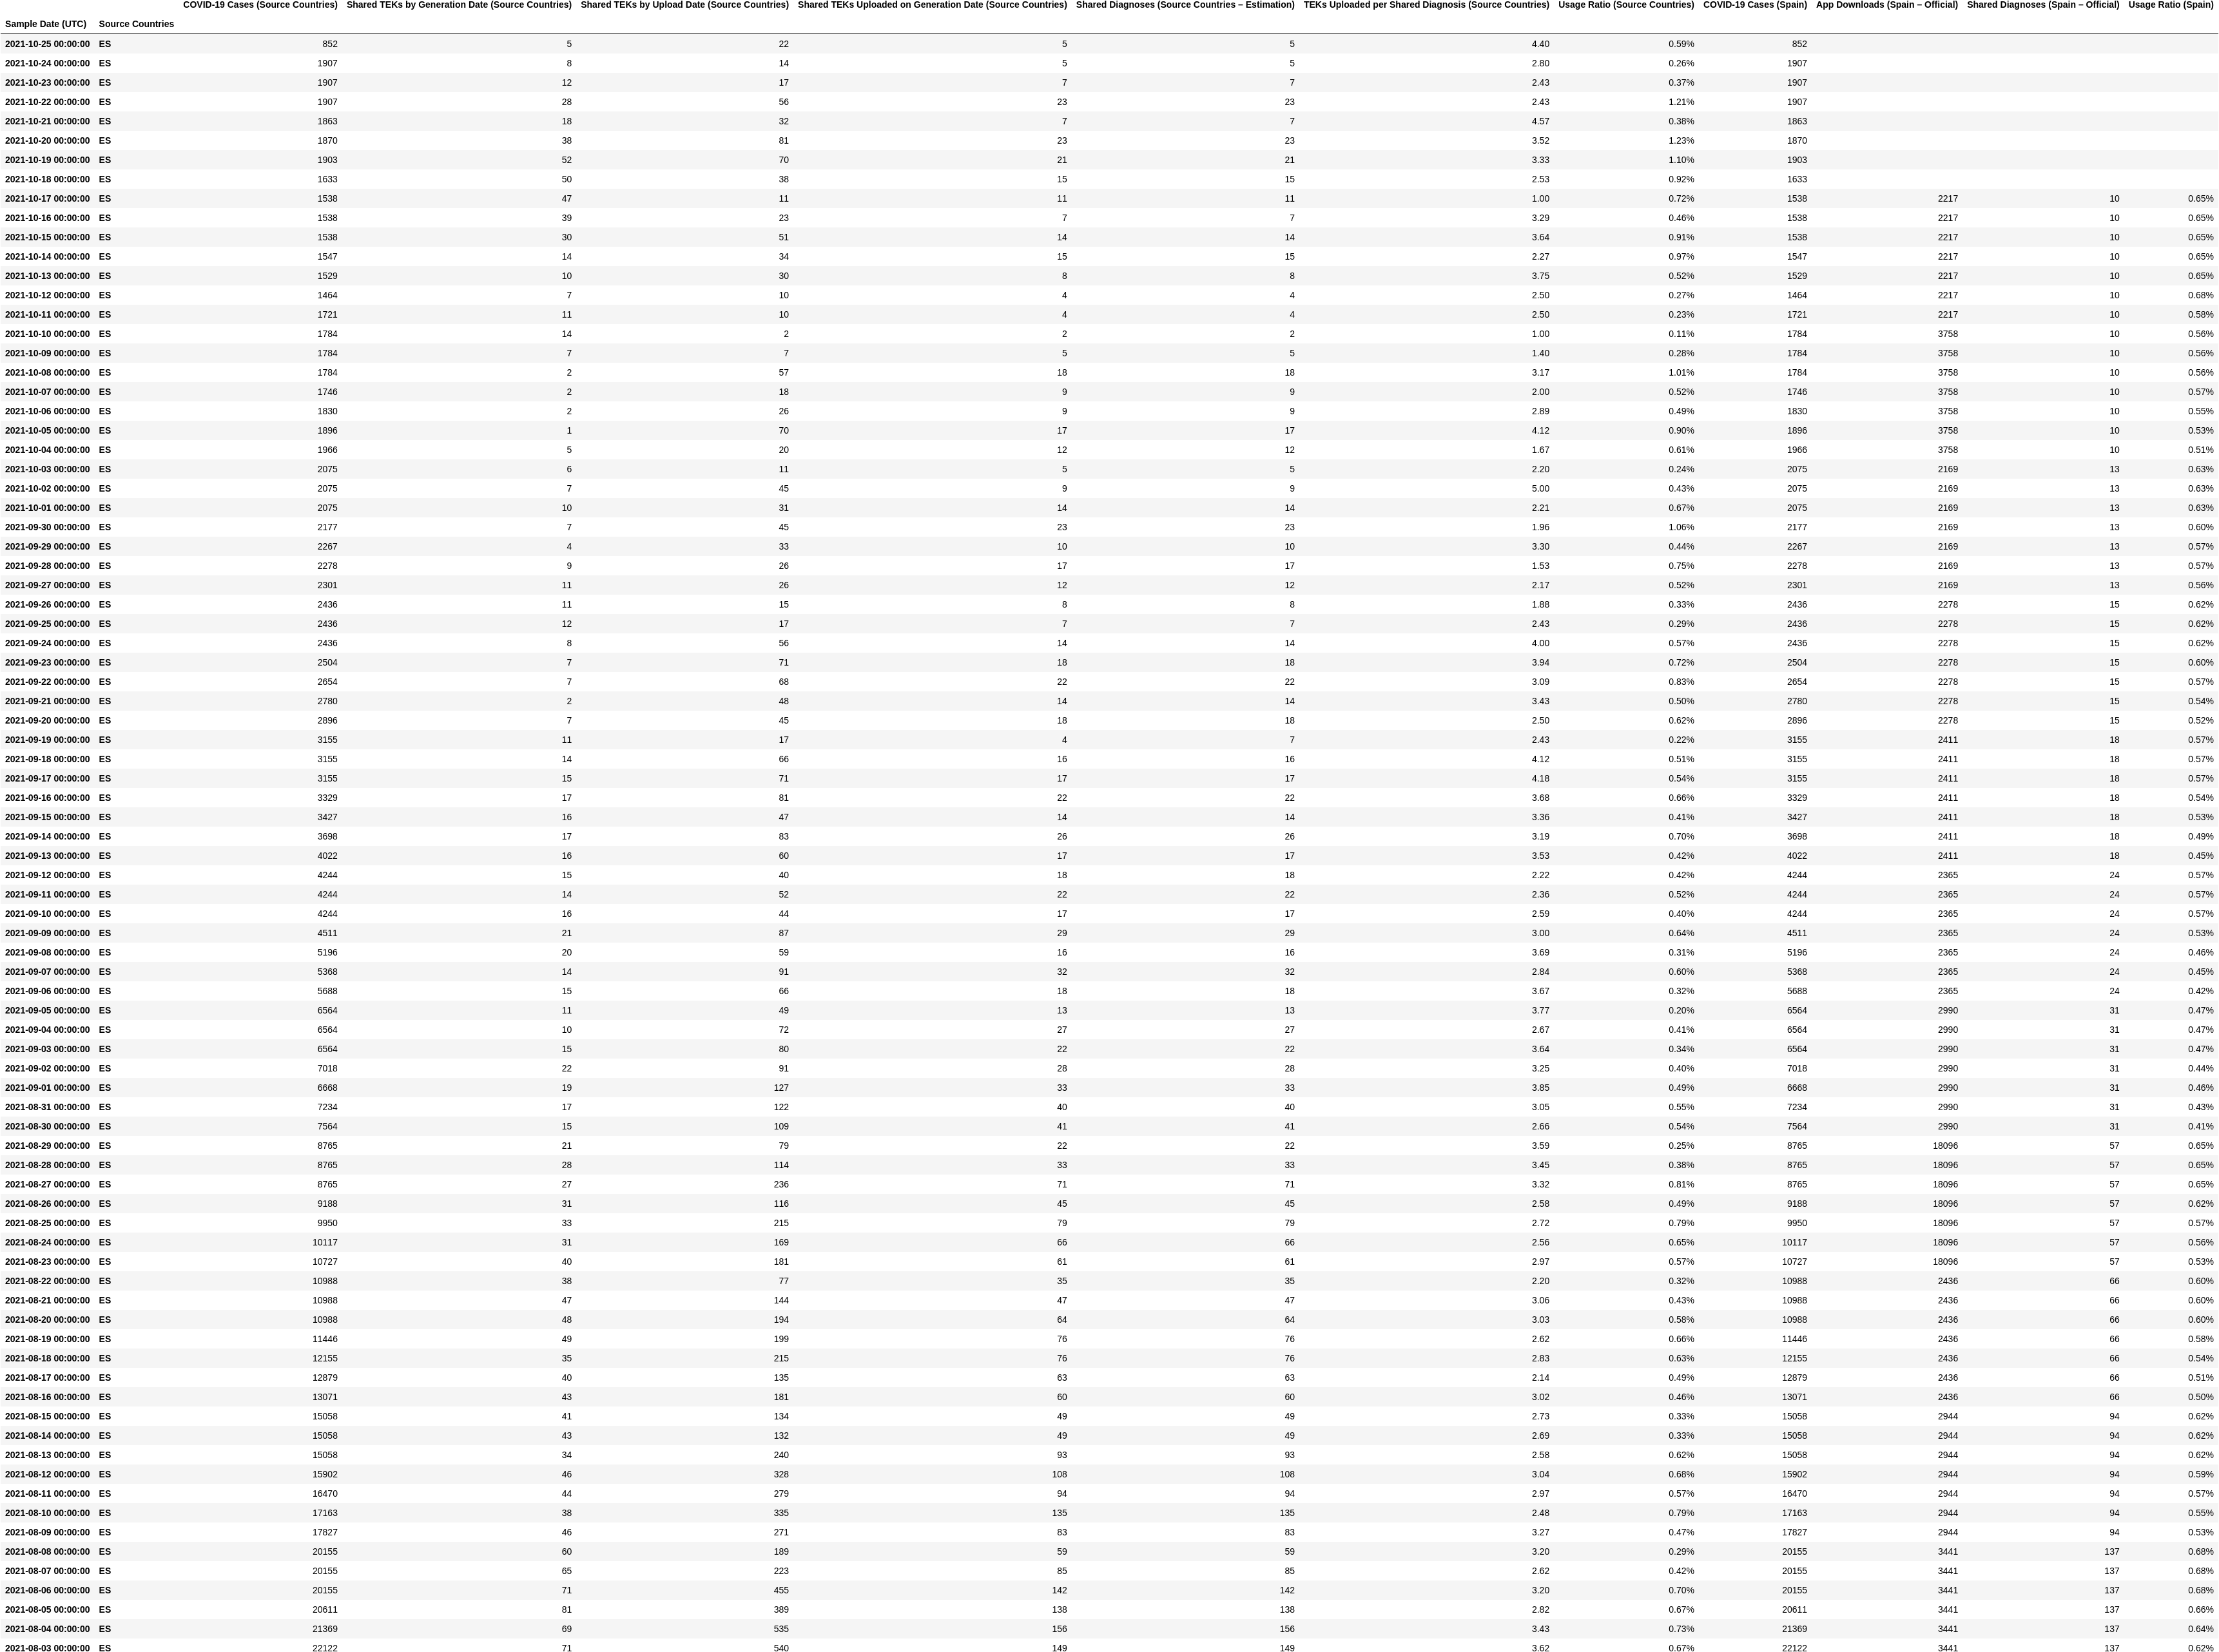 COVID-19 Cases (Source Countries) Shared TEKs by Generation Date (Source Countries) Shared TEKs by Upload Date (Source Countries) Shared TEKs Uploaded on Generation Date (Source Countries) Shared Diagnoses (Source Countries – Estimation) TEKs Uploaded per Shared Diagnosis (Source Countries) Usage Ratio (Source Countries) COVID-19 Cases (Spain) App Downloads (Spain – Official) Shared Diagnoses (Spain – Official) Usage Ratio (Spain)
Sample Date (UTC) Source Countries
2021-10-25 00:00:00 ES 852 5 22 5 5 4.40 0.59% 852
2021-10-24 00:00:00 ES 1907 8 14 5 5 2.80 0.26% 1907
2021-10-23 00:00:00 ES 1907 12 17 7 7 2.43 0.37% 1907
2021-10-22 00:00:00 ES 1907 28 56 23 23 2.43 1.21% 1907
2021-10-21 00:00:00 ES 1863 18 32 7 7 4.57 0.38% 1863
2021-10-20 00:00:00 ES 1870 38 81 23 23 3.52 1.23% 1870
2021-10-19 00:00:00 ES 1903 52 70 21 21 3.33 1.10% 1903
2021-10-18 00:00:00 ES 1633 50 38 15 15 2.53 0.92% 1633
2021-10-17 00:00:00 ES 1538 47 11 11 11 1.00 0.72% 1538 2217 10 0.65%
2021-10-16 00:00:00 ES 1538 39 23 7 7 3.29 0.46% 1538 2217 10 0.65%
2021-10-15 00:00:00 ES 1538 30 51 14 14 3.64 0.91% 1538 2217 10 0.65%
2021-10-14 00:00:00 ES 1547 14 34 15 15 2.27 0.97% 1547 2217 10 0.65%
2021-10-13 00:00:00 ES 1529 10 30 8 8 3.75 0.52% 1529 2217 10 0.65%
2021-10-12 00:00:00 ES 1464 7 10 4 4 2.50 0.27% 1464 2217 10 0.68%
2021-10-11 00:00:00 ES 1721 11 10 4 4 2.50 0.23% 1721 2217 10 0.58%
2021-10-10 00:00:00 ES 1784 14 2 2 2 1.00 0.11% 1784 3758 10 0.56%
2021-10-09 00:00:00 ES 1784 7 7 5 5 1.40 0.28% 1784 3758 10 0.56%
2021-10-08 00:00:00 ES 1784 2 57 18 18 3.17 1.01% 1784 3758 10 0.56%
2021-10-07 00:00:00 ES 1746 2 18 9 9 2.00 0.52% 1746 3758 10 0.57%
2021-10-06 00:00:00 ES 1830 2 26 9 9 2.89 0.49% 1830 3758 10 0.55%
2021-10-05 00:00:00 ES 1896 1 70 17 17 4.12 0.90% 1896 3758 10 0.53%
2021-10-04 00:00:00 ES 1966 5 20 12 12 1.67 0.61% 1966 3758 10 0.51%
2021-10-03 00:00:00 ES 2075 6 11 5 5 2.20 0.24% 2075 2169 13 0.63%
2021-10-02 00:00:00 ES 2075 7 45 9 9 5.00 0.43% 2075 2169 13 0.63%
2021-10-01 00:00:00 ES 2075 10 31 14 14 2.21 0.67% 2075 2169 13 0.63%
2021-09-30 00:00:00 ES 2177 7 45 23 23 1.96 1.06% 2177 2169 13 0.60%
2021-09-29 00:00:00 ES 2267 4 33 10 10 3.30 0.44% 2267 2169 13 0.57%
2021-09-28 00:00:00 ES 2278 9 26 17 17 1.53 0.75% 2278 2169 13 0.57%
2021-09-27 00:00:00 ES 2301 11 26 12 12 2.17 0.52% 2301 2169 13 0.56%
2021-09-26 00:00:00 ES 2436 11 15 8 8 1.88 0.33% 2436 2278 15 0.62%
2021-09-25 00:00:00 ES 2436 12 17 7 7 2.43 0.29% 2436 2278 15 0.62%
2021-09-24 00:00:00 ES 2436 8 56 14 14 4.00 0.57% 2436 2278 15 0.62%
2021-09-23 00:00:00 ES 2504 7 71 18 18 3.94 0.72% 2504 2278 15 0.60%
2021-09-22 00:00:00 ES 2654 7 68 22 22 3.09 0.83% 2654 2278 15 0.57%
2021-09-21 00:00:00 ES 2780 2 48 14 14 3.43 0.50% 2780 2278 15 0.54%
2021-09-20 00:00:00 ES 2896 7 45 18 18 2.50 0.62% 2896 2278 15 0.52%
2021-09-19 00:00:00 ES 3155 11 17 4 7 2.43 0.22% 3155 2411 18 0.57%
2021-09-18 00:00:00 ES 3155 14 66 16 16 4.12 0.51% 3155 2411 18 0.57%
2021-09-17 00:00:00 ES 3155 15 71 17 17 4.18 0.54% 3155 2411 18 0.57%
2021-09-16 00:00:00 ES 3329 17 81 22 22 3.68 0.66% 3329 2411 18 0.54%
2021-09-15 00:00:00 ES 3427 16 47 14 14 3.36 0.41% 3427 2411 18 0.53%
2021-09-14 00:00:00 ES 3698 17 83 26 26 3.19 0.70% 3698 2411 18 0.49%
2021-09-13 00:00:00 ES 4022 16 60 17 17 3.53 0.42% 4022 2411 18 0.45%
2021-09-12 00:00:00 ES 4244 15 40 18 18 2.22 0.42% 4244 2365 24 0.57%
2021-09-11 00:00:00 ES 4244 14 52 22 22 2.36 0.52% 4244 2365 24 0.57%
2021-09-10 00:00:00 ES 4244 16 44 17 17 2.59 0.40% 4244 2365 24 0.57%
2021-09-09 00:00:00 ES 4511 21 87 29 29 3.00 0.64% 4511 2365 24 0.53%
2021-09-08 00:00:00 ES 5196 20 59 16 16 3.69 0.31% 5196 2365 24 0.46%
2021-09-07 00:00:00 ES 5368 14 91 32 32 2.84 0.60% 5368 2365 24 0.45%
2021-09-06 00:00:00 ES 5688 15 66 18 18 3.67 0.32% 5688 2365 24 0.42%
2021-09-05 00:00:00 ES 6564 11 49 13 13 3.77 0.20% 6564 2990 31 0.47%
2021-09-04 00:00:00 ES 6564 10 72 27 27 2.67 0.41% 6564 2990 31 0.47%
2021-09-03 00:00:00 ES 6564 15 80 22 22 3.64 0.34% 6564 2990 31 0.47%
2021-09-02 00:00:00 ES 7018 22 91 28 28 3.25 0.40% 7018 2990 31 0.44%
2021-09-01 00:00:00 ES 6668 19 127 33 33 3.85 0.49% 6668 2990 31 0.46%
2021-08-31 00:00:00 ES 7234 17 122 40 40 3.05 0.55% 7234 2990 31 0.43%
2021-08-30 00:00:00 ES 7564 15 109 41 41 2.66 0.54% 7564 2990 31 0.41%
2021-08-29 00:00:00 ES 8765 21 79 22 22 3.59 0.25% 8765 18096 57 0.65%
2021-08-28 00:00:00 ES 8765 28 114 33 33 3.45 0.38% 8765 18096 57 0.65%
2021-08-27 00:00:00 ES 8765 27 236 71 71 3.32 0.81% 8765 18096 57 0.65%
2021-08-26 00:00:00 ES 9188 31 116 45 45 2.58 0.49% 9188 18096 57 0.62%
2021-08-25 00:00:00 ES 9950 33 215 79 79 2.72 0.79% 9950 18096 57 0.57%
2021-08-24 00:00:00 ES 10117 31 169 66 66 2.56 0.65% 10117 18096 57 0.56%
2021-08-23 00:00:00 ES 10727 40 181 61 61 2.97 0.57% 10727 18096 57 0.53%
2021-08-22 00:00:00 ES 10988 38 77 35 35 2.20 0.32% 10988 2436 66 0.60%
2021-08-21 00:00:00 ES 10988 47 144 47 47 3.06 0.43% 10988 2436 66 0.60%
2021-08-20 00:00:00 ES 10988 48 194 64 64 3.03 0.58% 10988 2436 66 0.60%
2021-08-19 00:00:00 ES 11446 49 199 76 76 2.62 0.66% 11446 2436 66 0.58%
2021-08-18 00:00:00 ES 12155 35 215 76 76 2.83 0.63% 12155 2436 66 0.54%
2021-08-17 00:00:00 ES 12879 40 135 63 63 2.14 0.49% 12879 2436 66 0.51%
2021-08-16 00:00:00 ES 13071 43 181 60 60 3.02 0.46% 13071 2436 66 0.50%
2021-08-15 00:00:00 ES 15058 41 134 49 49 2.73 0.33% 15058 2944 94 0.62%
2021-08-14 00:00:00 ES 15058 43 132 49 49 2.69 0.33% 15058 2944 94 0.62%
2021-08-13 00:00:00 ES 15058 34 240 93 93 2.58 0.62% 15058 2944 94 0.62%
2021-08-12 00:00:00 ES 15902 46 328 108 108 3.04 0.68% 15902 2944 94 0.59%
2021-08-11 00:00:00 ES 16470 44 279 94 94 2.97 0.57% 16470 2944 94 0.57%
2021-08-10 00:00:00 ES 17163 38 335 135 135 2.48 0.79% 17163 2944 94 0.55%
2021-08-09 00:00:00 ES 17827 46 271 83 83 3.27 0.47% 17827 2944 94 0.53%
2021-08-08 00:00:00 ES 20155 60 189 59 59 3.20 0.29% 20155 3441 137 0.68%
2021-08-07 00:00:00 ES 20155 65 223 85 85 2.62 0.42% 20155 3441 137 0.68%
2021-08-06 00:00:00 ES 20155 71 455 142 142 3.20 0.70% 20155 3441 137 0.68%
2021-08-05 00:00:00 ES 20611 81 389 138 138 2.82 0.67% 20611 3441 137 0.66%
2021-08-04 00:00:00 ES 21369 69 535 156 156 3.43 0.73% 21369 3441 137 0.64%
2021-08-03 00:00:00 ES 22122 71 540 149 149 3.62 0.67% 22122 3441 137 0.62%